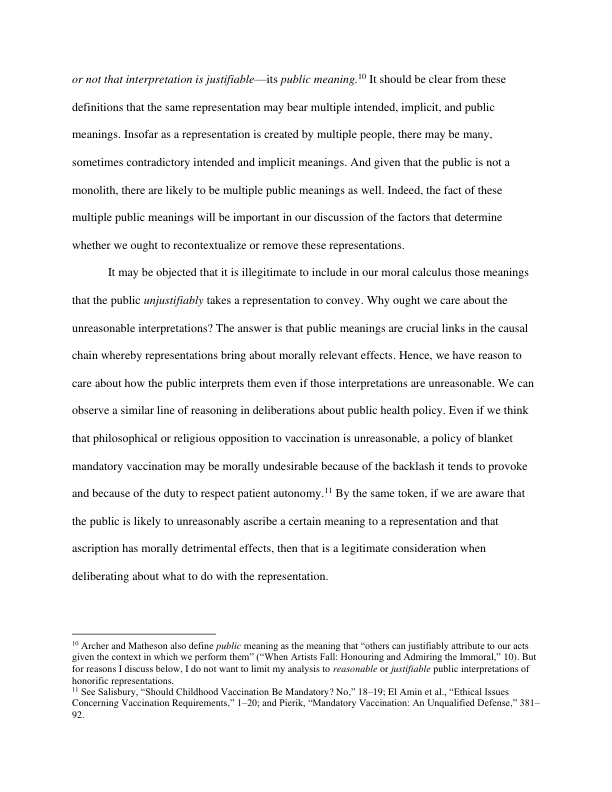 or not that interpretation is justifiable—its public meaning.¹⁰ It should be clear from these
definitions that the same representation may bear multiple intended, implicit, and public
meanings. Insofar as a representation is created by multiple people, there may be many,
sometimes contradictory intended and implicit meanings. And given that the public is not a
monolith, there are likely to be multiple public meanings as well. Indeed, the fact of these
multiple public meanings will be important in our discussion of the factors that determine
whether we ought to recontextualize or remove these representations.
It may be objected that it is illegitimate to include in our moral calculus those meanings
that the public unjustifiably takes a representation to convey. Why ought we care about the
unreasonable interpretations? The answer is that public meanings are crucial links in the causal
chain whereby representations bring about morally relevant effects. Hence, we have reason to
care about how the public interprets them even if those interpretations are unreasonable. We can
observe a similar line of reasoning in deliberations about public health policy. Even if we think
that philosophical or religious opposition to vaccination is unreasonable, a policy of blanket
mandatory vaccination may be morally undesirable because of the backlash it tends to provoke
and because of the duty to respect patient autonomy.¹¹ By the same token, if we are aware that
the public is likely to unreasonably ascribe a certain meaning to a representation and that
ascription has morally detrimental effects, then that is a legitimate consideration when
deliberating about what to do with the representation.
¹⁰ Archer and Matheson also define public meaning as the meaning that “others can justifiably attribute to our acts
given the context in which we perform them” (“When Artists Fall: Honouring and Admiring the Immoral,” 10). But
for reasons I discuss below, I do not want to limit my analysis to reasonable or justifiable public interpretations of
honorific representations.
¹¹ See Salisbury, “Should Childhood Vaccination Be Mandatory? No,” 18–19; El Amin et al., “Ethical Issues
Concerning Vaccination Requirements,” 1–20; and Pierik, “Mandatory Vaccination: An Unqualified Defense,” 381–
92.